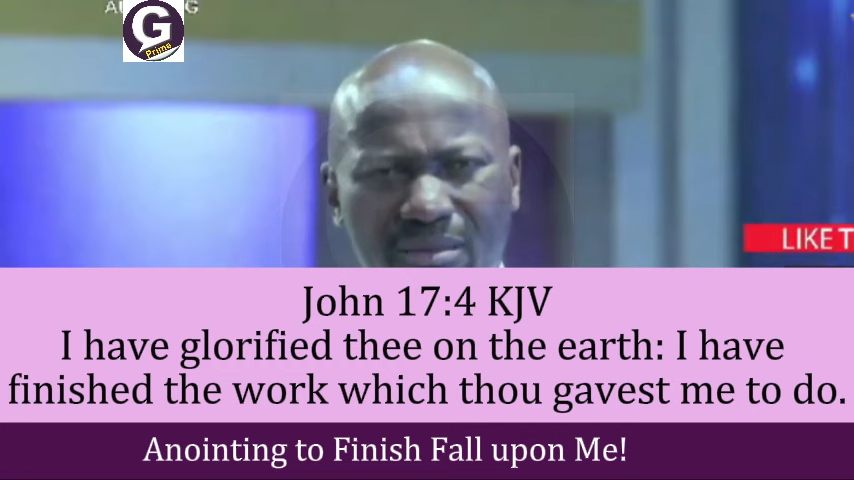 G
Prime
LIKE T
John 17:4 KJV
I have glorified thee on the earth: I have
finished the work which thou gavest me to do.
Anointing to Finish Fall upon Me!